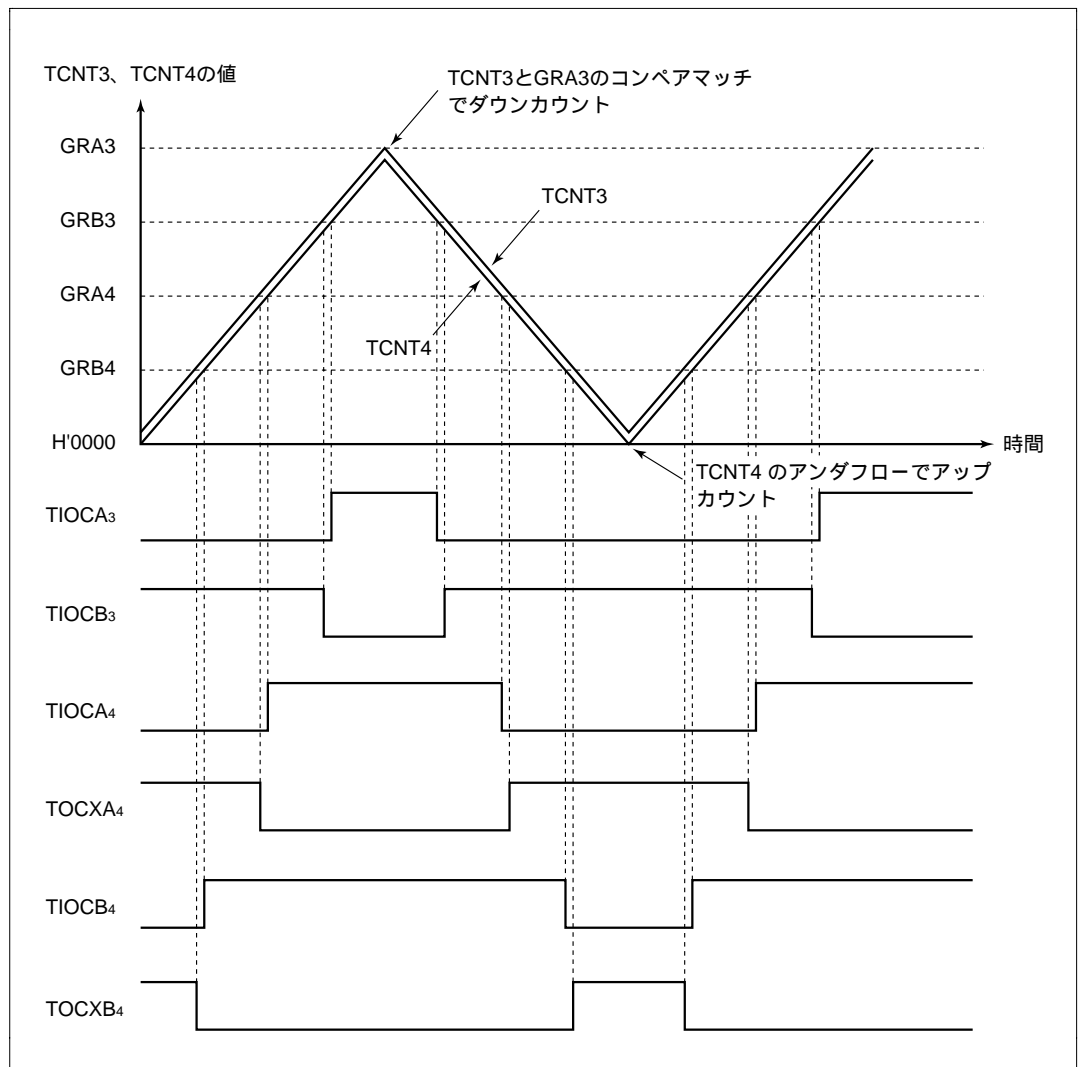 TCNT3、TCNT4の値
TCNT3とGRA3のコンペアマッチ
でダウンカウント
GRA3
TCNT3
GRB3
GRA4
TCNT4
GRB4
H'0000
時間
TCNT4 のアンダフローでアップ
カウント
TIOCA3
TIOCB3
TIOCA4
TOCXA4
TIOCB4
TOCXB4